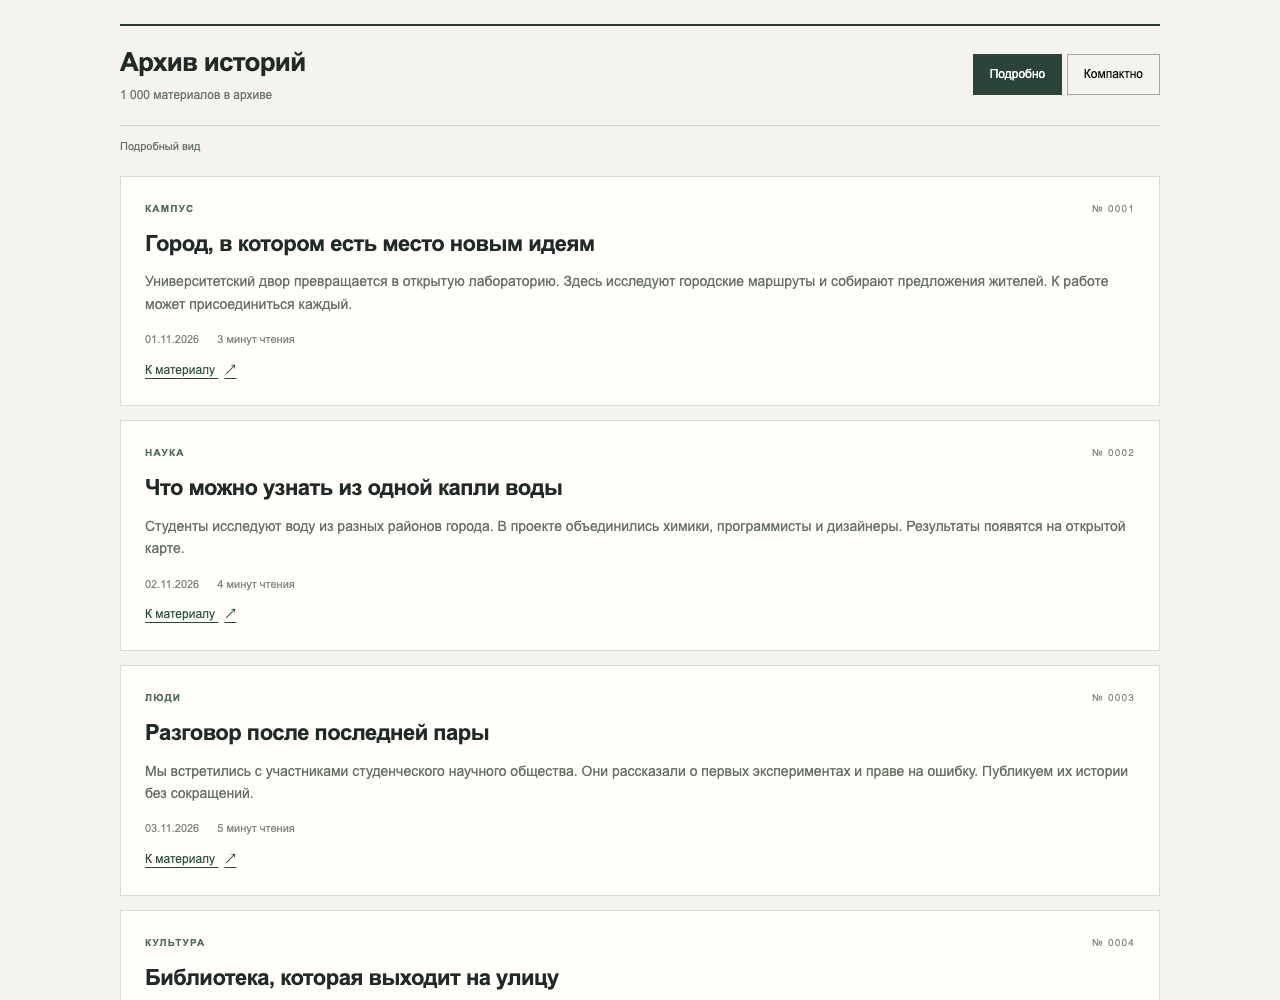 Архив историй
1 000 материалов в архиве
Подробно
Компактно
Подробный вид
КАМПУС
№ 0001
Город, в котором есть место новым идеям
Университетский двор превращается в открытую лабораторию. Здесь исследуют городские маршруты и собирают предложения жителей. К работе
может присоединиться каждый.
01.11.2026 3 минут чтения
К материалу ↗
НАУКА
№ 0002
Что можно узнать из одной капли воды
Студенты исследуют воду из разных районов города. В проекте объединились химики, программисты и дизайнеры. Результаты появятся на открытой
карте.
02.11.2026 4 минут чтения
К материалу ↗
ЛЮДИ
№ 0003
Разговор после последней пары
Мы встретились с участниками студенческого научного общества. Они рассказали о первых экспериментах и праве на ошибку. Публикуем их истории
без сокращений.
03.11.2026 5 минут чтения
К материалу ↗
КУЛЬТУРА
№ 0004
Библиотека, которая выходит на улицу